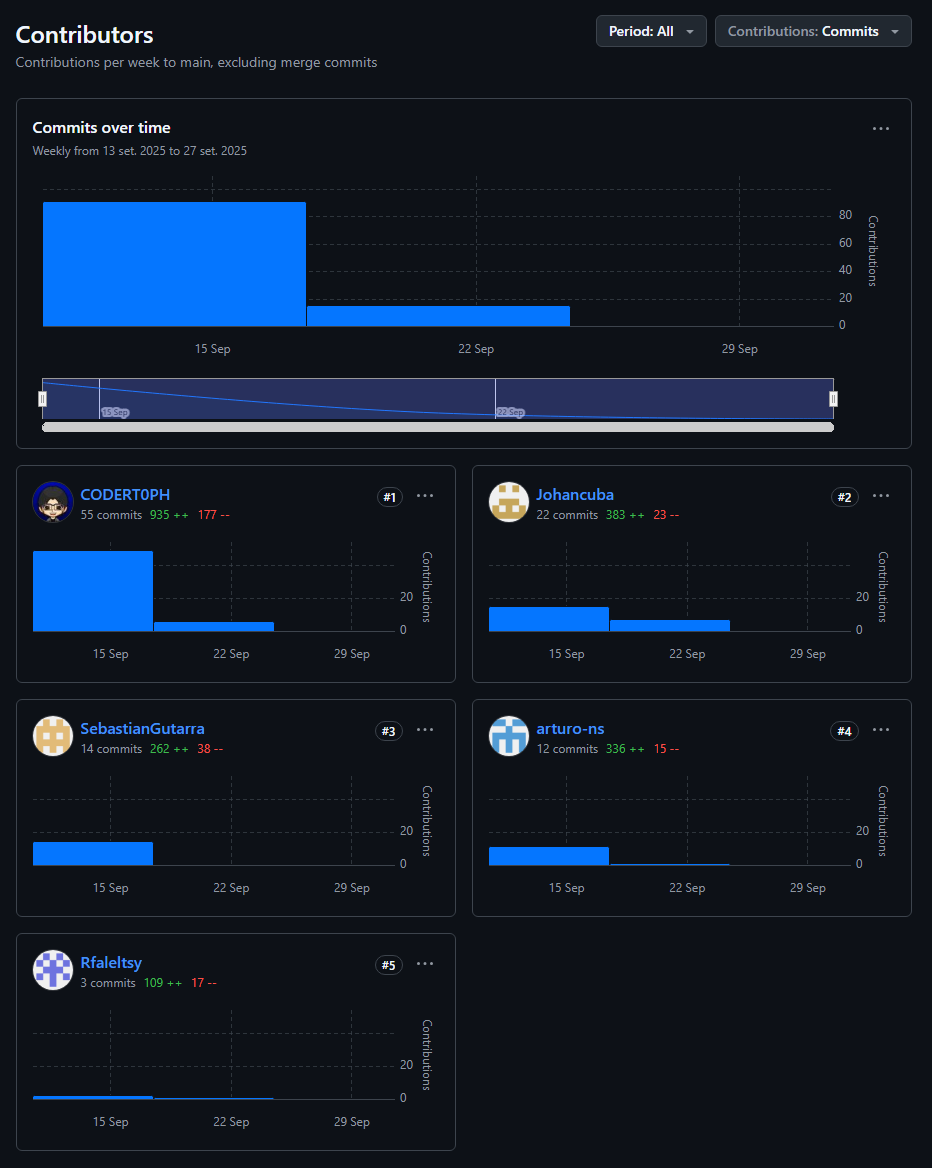 Contributors
Period: All
Contributions: Commits
Contributions per week to main, excluding merge commits
Commits over time
Weekly from 13 set. 2025 to 27 set. 2025
80
60
40
20
0
Contributions
15 Sep
22 Sep
29 Sep
15 Sep
22 Sep
CODERT0PH
#1
55 commits 935 ++ 177 --
20
0
Contributions
15 Sep
22 Sep
29 Sep
Johancuba
#2
22 commits 383 ++ 23 --
20
0
Contributions
15 Sep
22 Sep
29 Sep
SebastianGutarra
#3
14 commits 262 ++ 38 --
20
0
Contributions
15 Sep
22 Sep
29 Sep
arturo-ns
#4
12 commits 336 ++ 15 --
20
0
Contributions
15 Sep
22 Sep
29 Sep
Rfaleltsy
#5
3 commits 109 ++ 17 --
20
0
Contributions
15 Sep
22 Sep
29 Sep